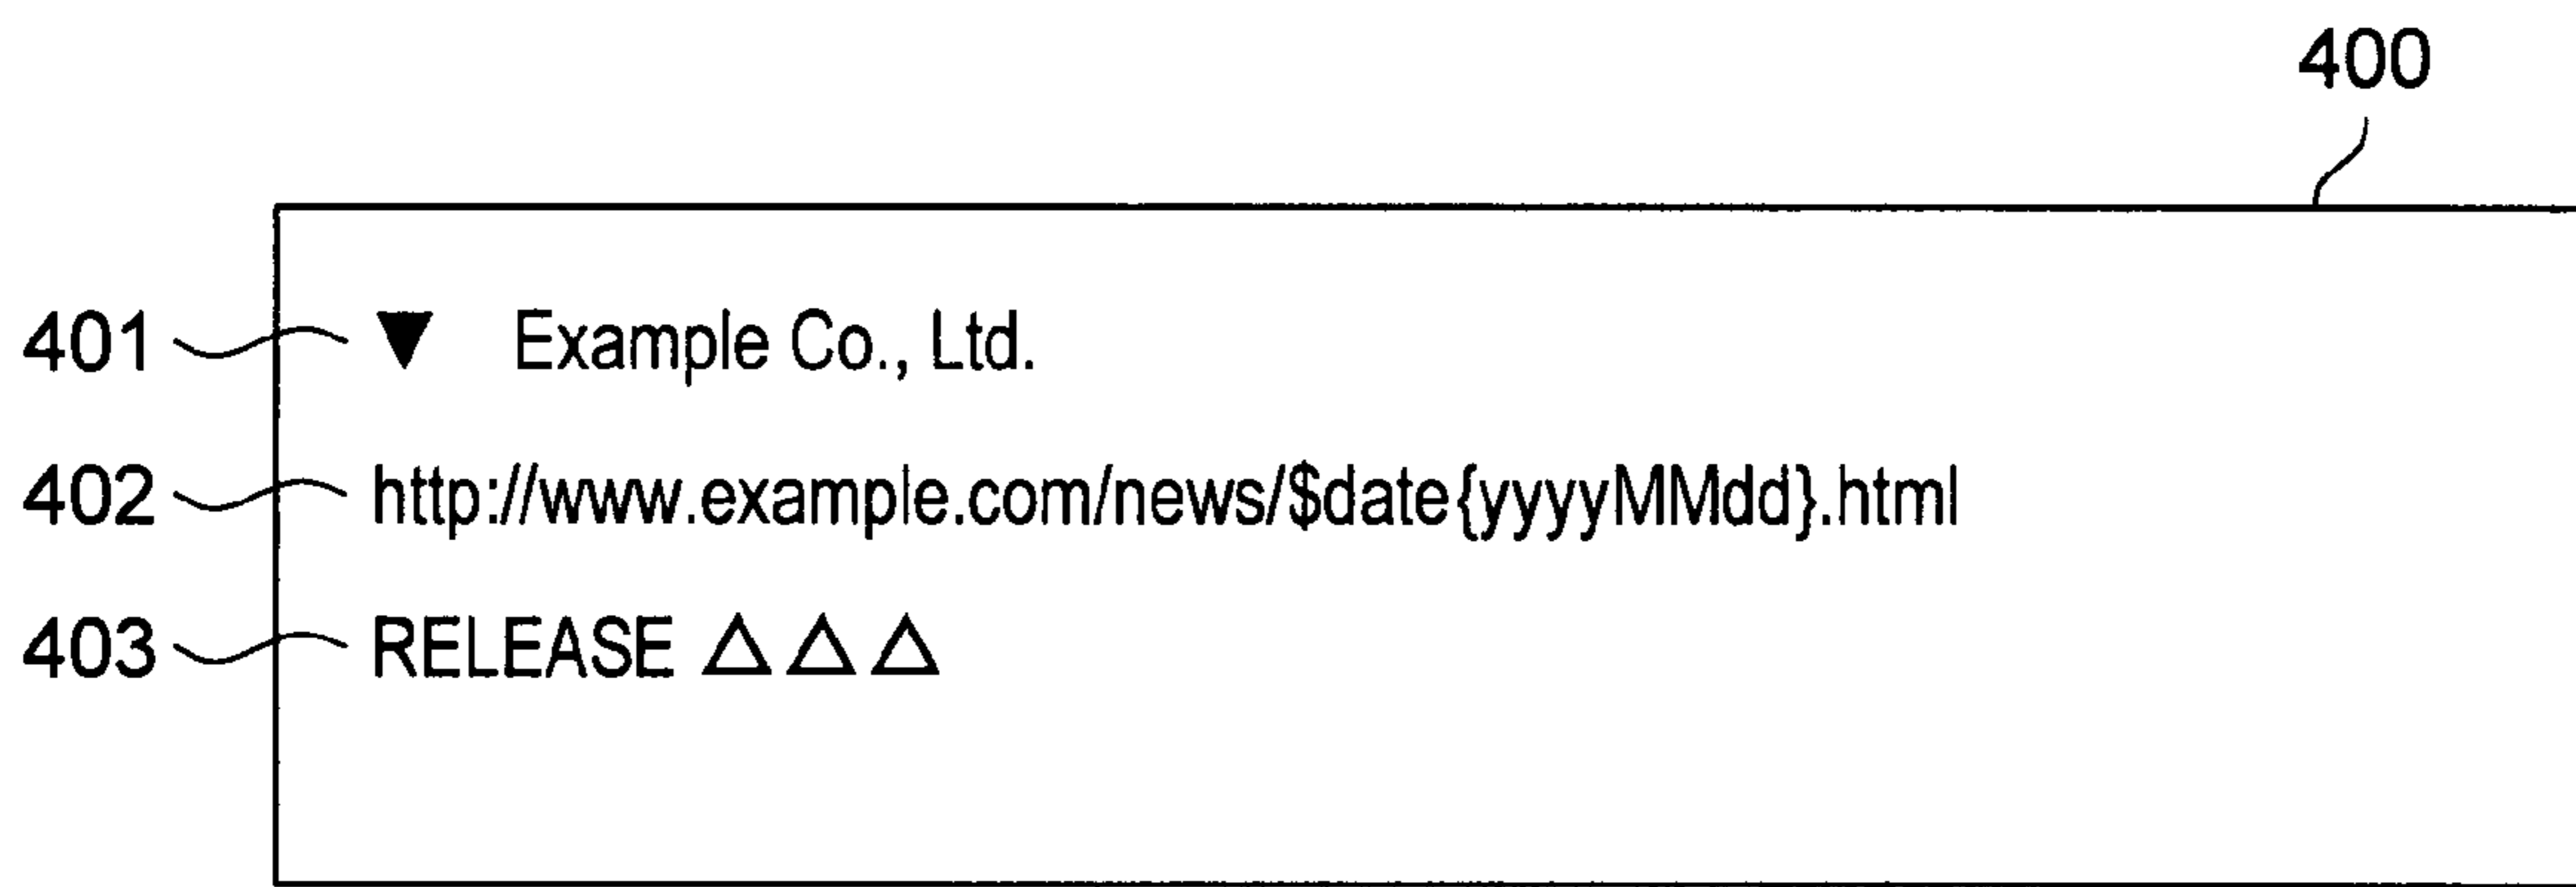 400
401 ▼ Example Co., Ltd.
402 http://www.example.com/news/$date{yyyyMMdd}.html
403 RELEASE △△△